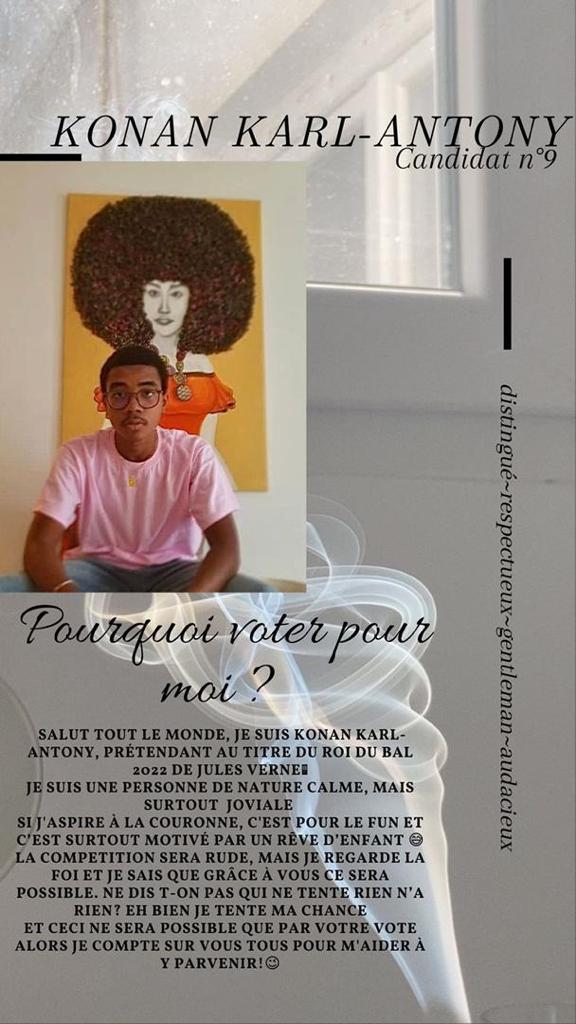 KONAN KARL-ANTONY
Candidat n°9
distingué~respectueux~gentleman~audacieux
Pourquoi voter pour
moi ?
SALUT TOUT LE MONDE, JE SUIS KONAN KARL-
ANTONY, PRÉTENDANT AU TITRE DU ROI DU BAL
2022 DE JULES VERNE
JE SUIS UNE PERSONNE DE NATURE CALME, MAIS
SURTOUT JOVIALE
SI J'ASPIRE À LA COURONNE, C'EST POUR LE FUN ET
C'EST SURTOUT MOTIVÉ PAR UN RÊVE D'ENFANT 😅
LA COMPETITION SERA RUDE, MAIS JE REGARDE LA
FOI ET JE SAIS QUE GRÂCE À VOUS CE SERA
POSSIBLE. NE DIS T-ON PAS QUI NE TENTE RIEN N'A
RIEN? EH BIEN JE TENTE MA CHANCE
ET CECI NE SERA POSSIBLE QUE PAR VOTRE VOTE
ALORS JE COMPTE SUR VOUS TOUS POUR M'AIDER À
Y PARVENIR!😉